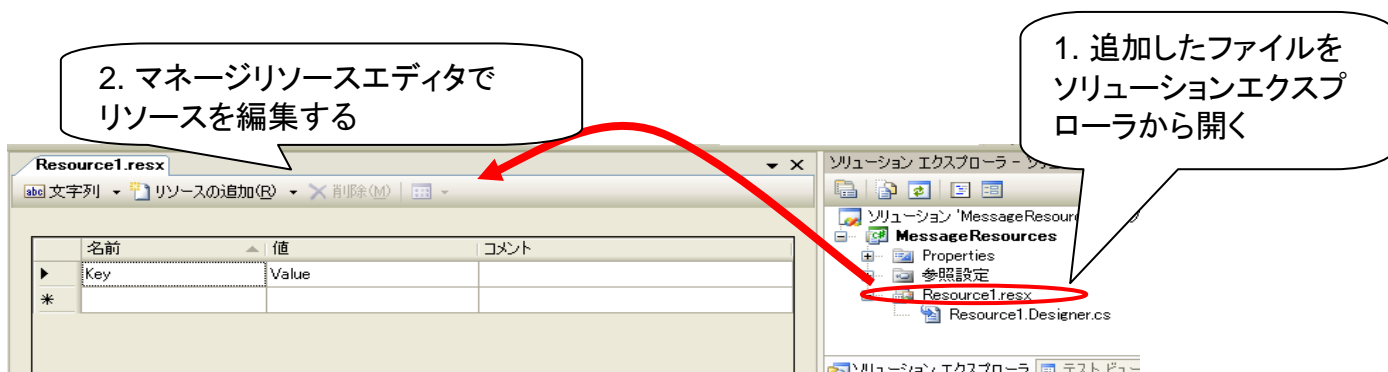 1. 追加したファイルを
ソリューションエクスプ
ローラから開く
2. マネージリソースエディタで
リソースを編集する
Resource1.resx
abc 文字列 リソースの追加(R) 削除(M)
名前 値 コメント
Key Value
ソリューション エクスプローラ -
ソリューション 'MessageResour
MessageResources
Properties
参照設定
Resource1.resx
Resource1.Designer.cs
ソリューション エクスプローラ テスト ビュー